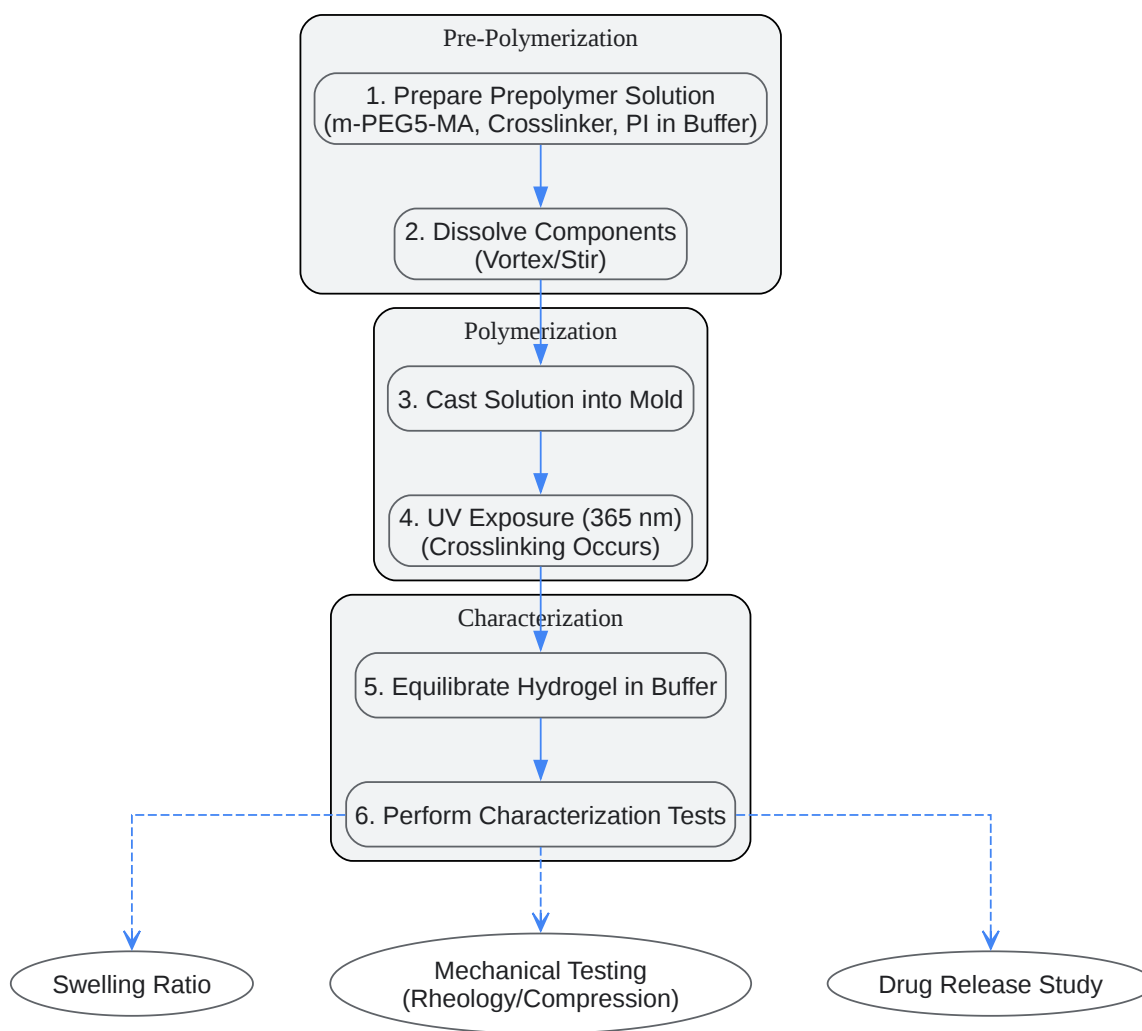 Pre-Polymerization
1. Prepare Prepolymer Solution
(m-PEG5-MA, Crosslinker, PI in Buffer)
2. Dissolve Components
(Vortex/Stir)
Polymerization
3. Cast Solution into Mold
4. UV Exposure (365 nm)
(Crosslinking Occurs)
Characterization
5. Equilibrate Hydrogel in Buffer
6. Perform Characterization Tests
Swelling Ratio
Mechanical Testing
(Rheology/Compression)
Drug Release Study